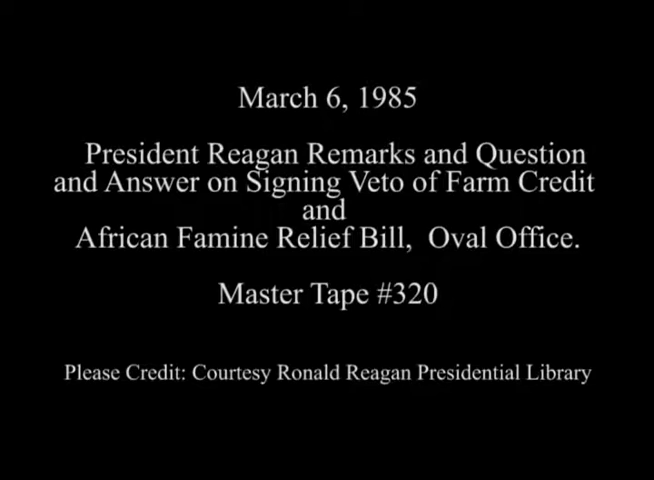 March 6, 1985
President Reagan Remarks and Question
and Answer on Signing Veto of Farm Credit
and
African Famine Relief Bill, Oval Office.
Master Tape #320
Please Credit: Courtesy Ronald Reagan Presidential Library